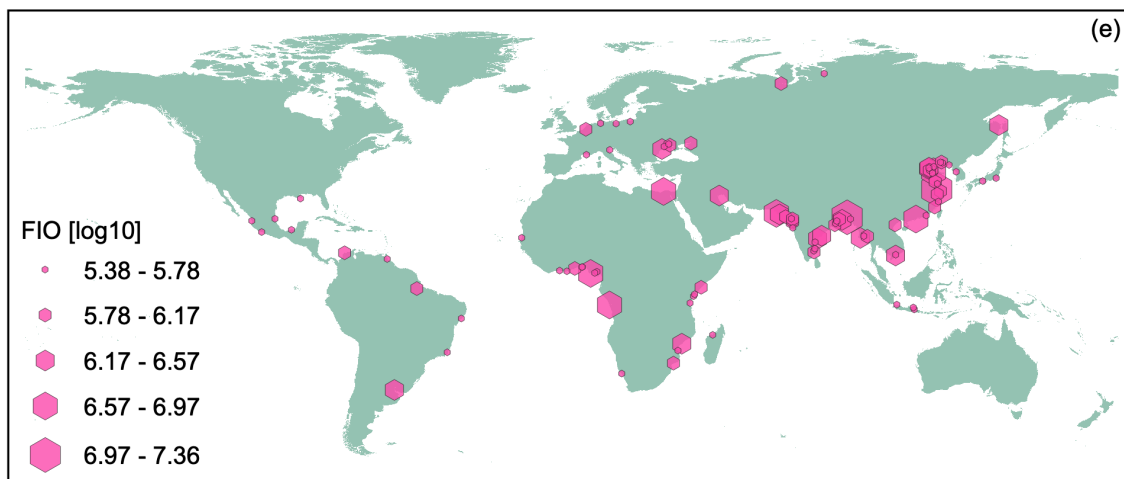 (e)
FIO [log10]
5.38 - 5.78
5.78 - 6.17
6.17 - 6.57
6.57 - 6.97
6.97 - 7.36